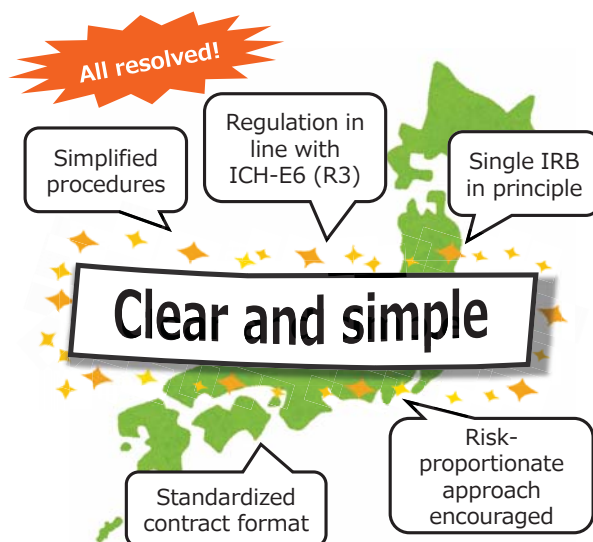 All resolved!
Simplified
procedures
Regulation in
line with
ICH-E6 (R3)
Single IRB
in principle
Clear and simple
Standardized
contract format
Risk-
proportionate
approach
encouraged